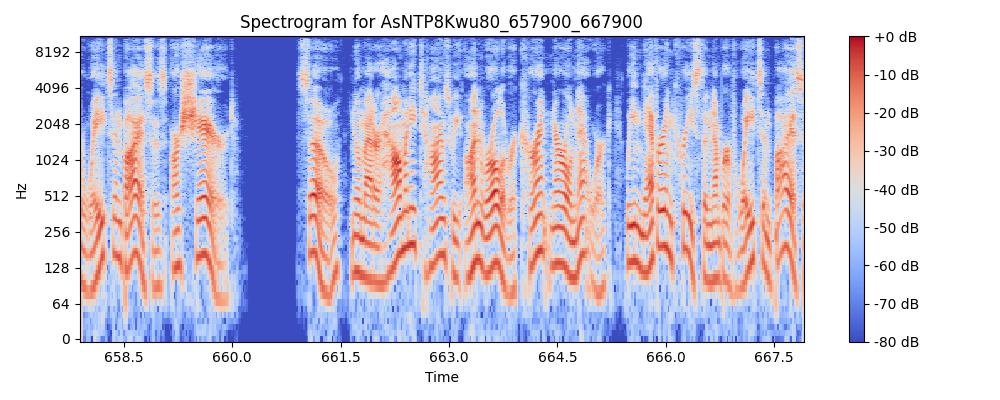 Spectrogram for AsNTP8Kwu80_657900_667900
Hz
8192
4096
2048
1024
512
256
128
64
0
658.5 660.0 661.5 663.0 664.5 666.0 667.5
Time
+0 dB
-10 dB
-20 dB
-30 dB
-40 dB
-50 dB
-60 dB
-70 dB
-80 dB